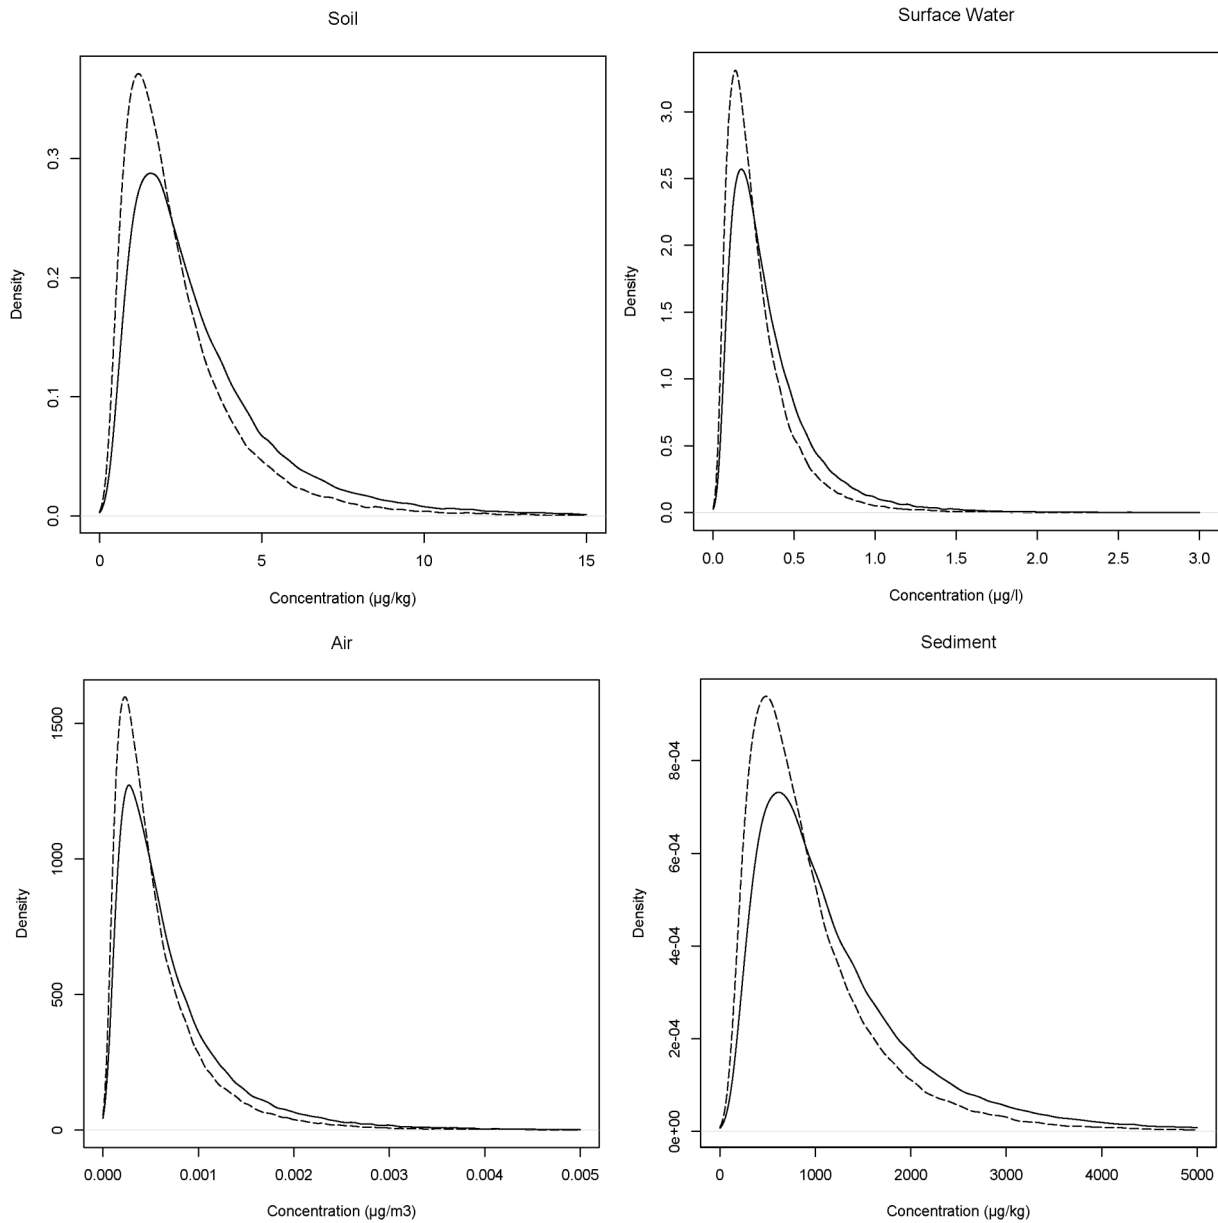 Soil
Density
0.0 0.1 0.2 0.3
0 5 10 15
Concentration (µg/kg)
Surface Water
Density
0.0 0.5 1.0 1.5 2.0 2.5 3.0
0.0 0.5 1.0 1.5 2.0 2.5 3.0
Concentration (µg/l)
Air
Density
0 500 1000 1500
0.000 0.001 0.002 0.003 0.004 0.005
Concentration (µg/m3)
Sediment
Density
0e+00 2e-04 4e-04 6e-04 8e-04
0 1000 2000 3000 4000 5000
Concentration (µg/kg)